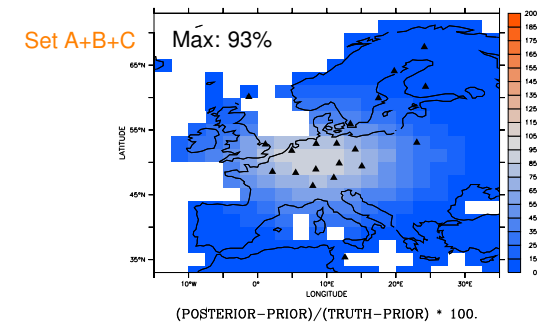 Set A+B+C
Max: 93%
200
195
185
175
165
155
145
135
125
115
105
95
85
75
65
55
45
35
25
15
0
65°N
55°N
45°N
35°N
LATITUDE
10°W 0° 10°E 20°E 30°E
LONGITUDE
(POSTERIOR-PRIOR)/(TRUTH-PRIOR) * 100.